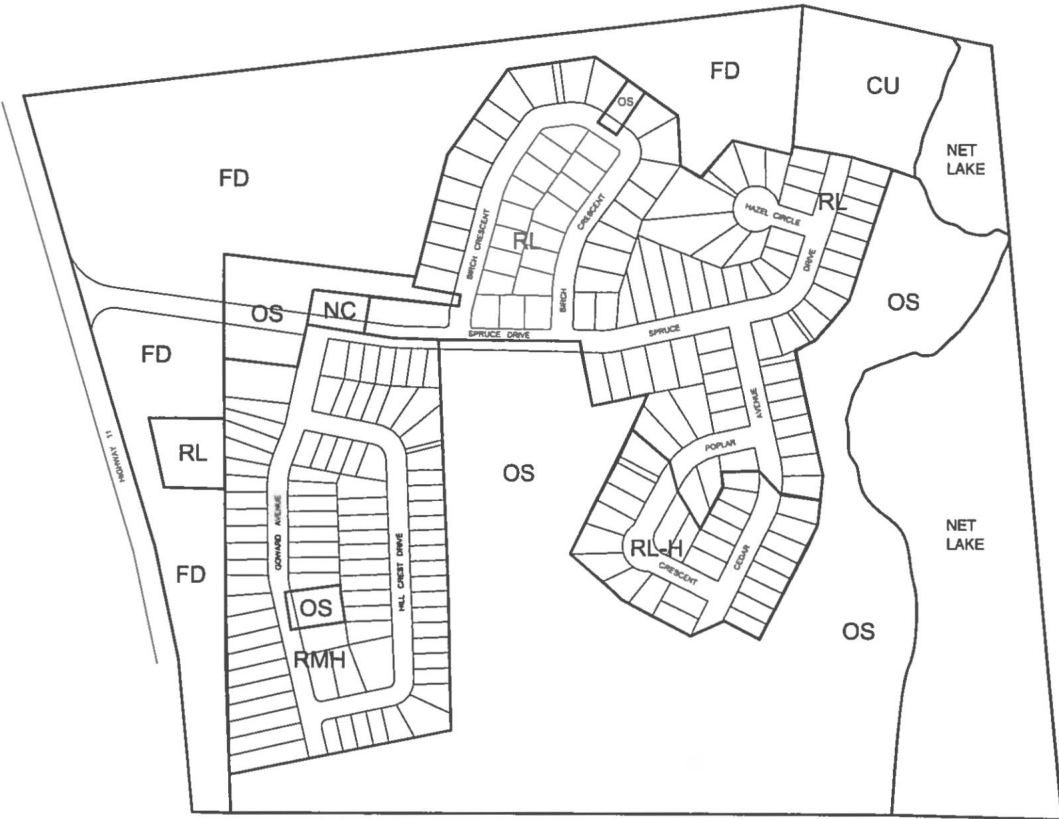 FD
CU
OS
NET
LAKE
FD
RL
HAZEL CIRCLE
BIRCH CRESCENT
CRESCENT
RL
DRIVE
OS
NC
OS
BIRCH
SPRUCE DRIVE
SPRUCE
FD
AVENUE
POPLAR
RL
HIGHWAY 11
OS
GOWARD AVENUE
NET
LAKE
RL-H
CEDAR
CRESCENT
FD
HILL CREST DRIVE
OS
OS
RMH